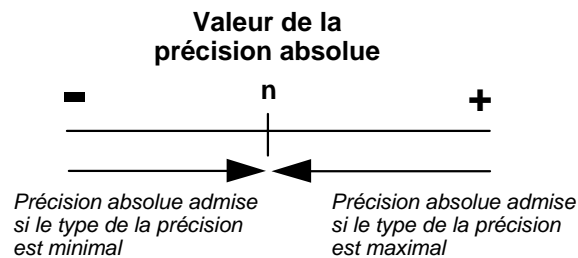 Valeur de la
précision absolue
- n +
Précision absolue admise
si le type de la précision
est minimal
Précision absolue admise
si le type de la précision
est maximal